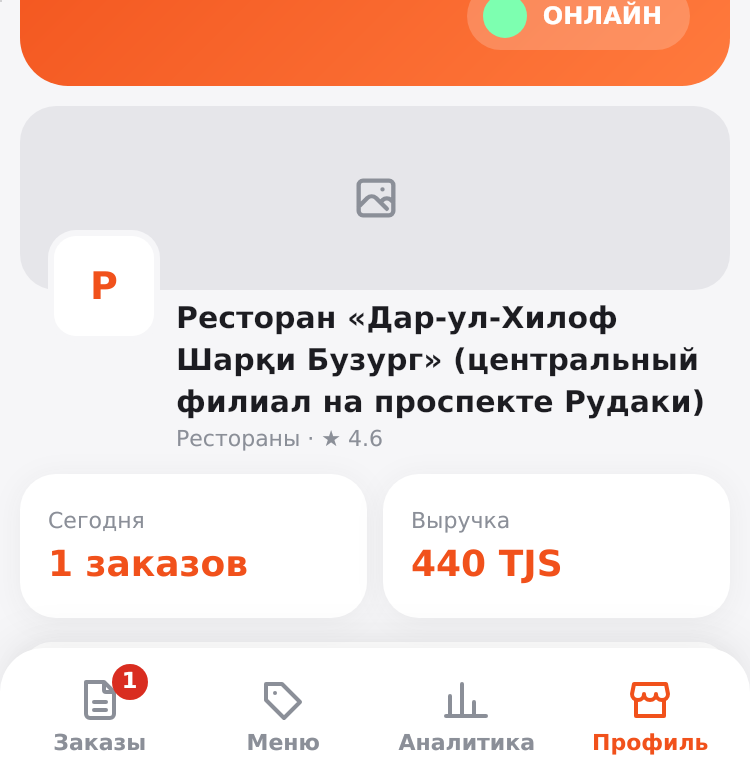 ОНЛАЙН
Р
Ресторан «Дар-ул-Хилоф
Шарқи Бузург» (центральный
филиал на проспекте Рудаки)
Рестораны · ★ 4.6
Сегодня
1 заказов
Выручка
440 TJS
1
Заказы
Меню
Аналитика
Профиль